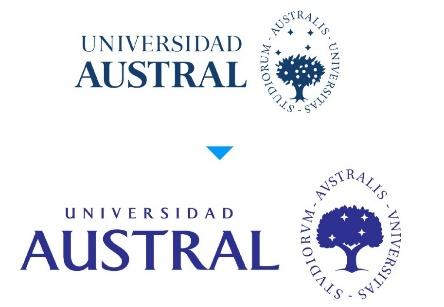 UNIVERSIDAD
AUSTRAL
STUDIORUM - AUSTRALIS - UNIVERSITAS -
UNIVERSIDAD
AUSTRAL
STVDIORVM - AVSTRALIS - VNIVERSITAS -